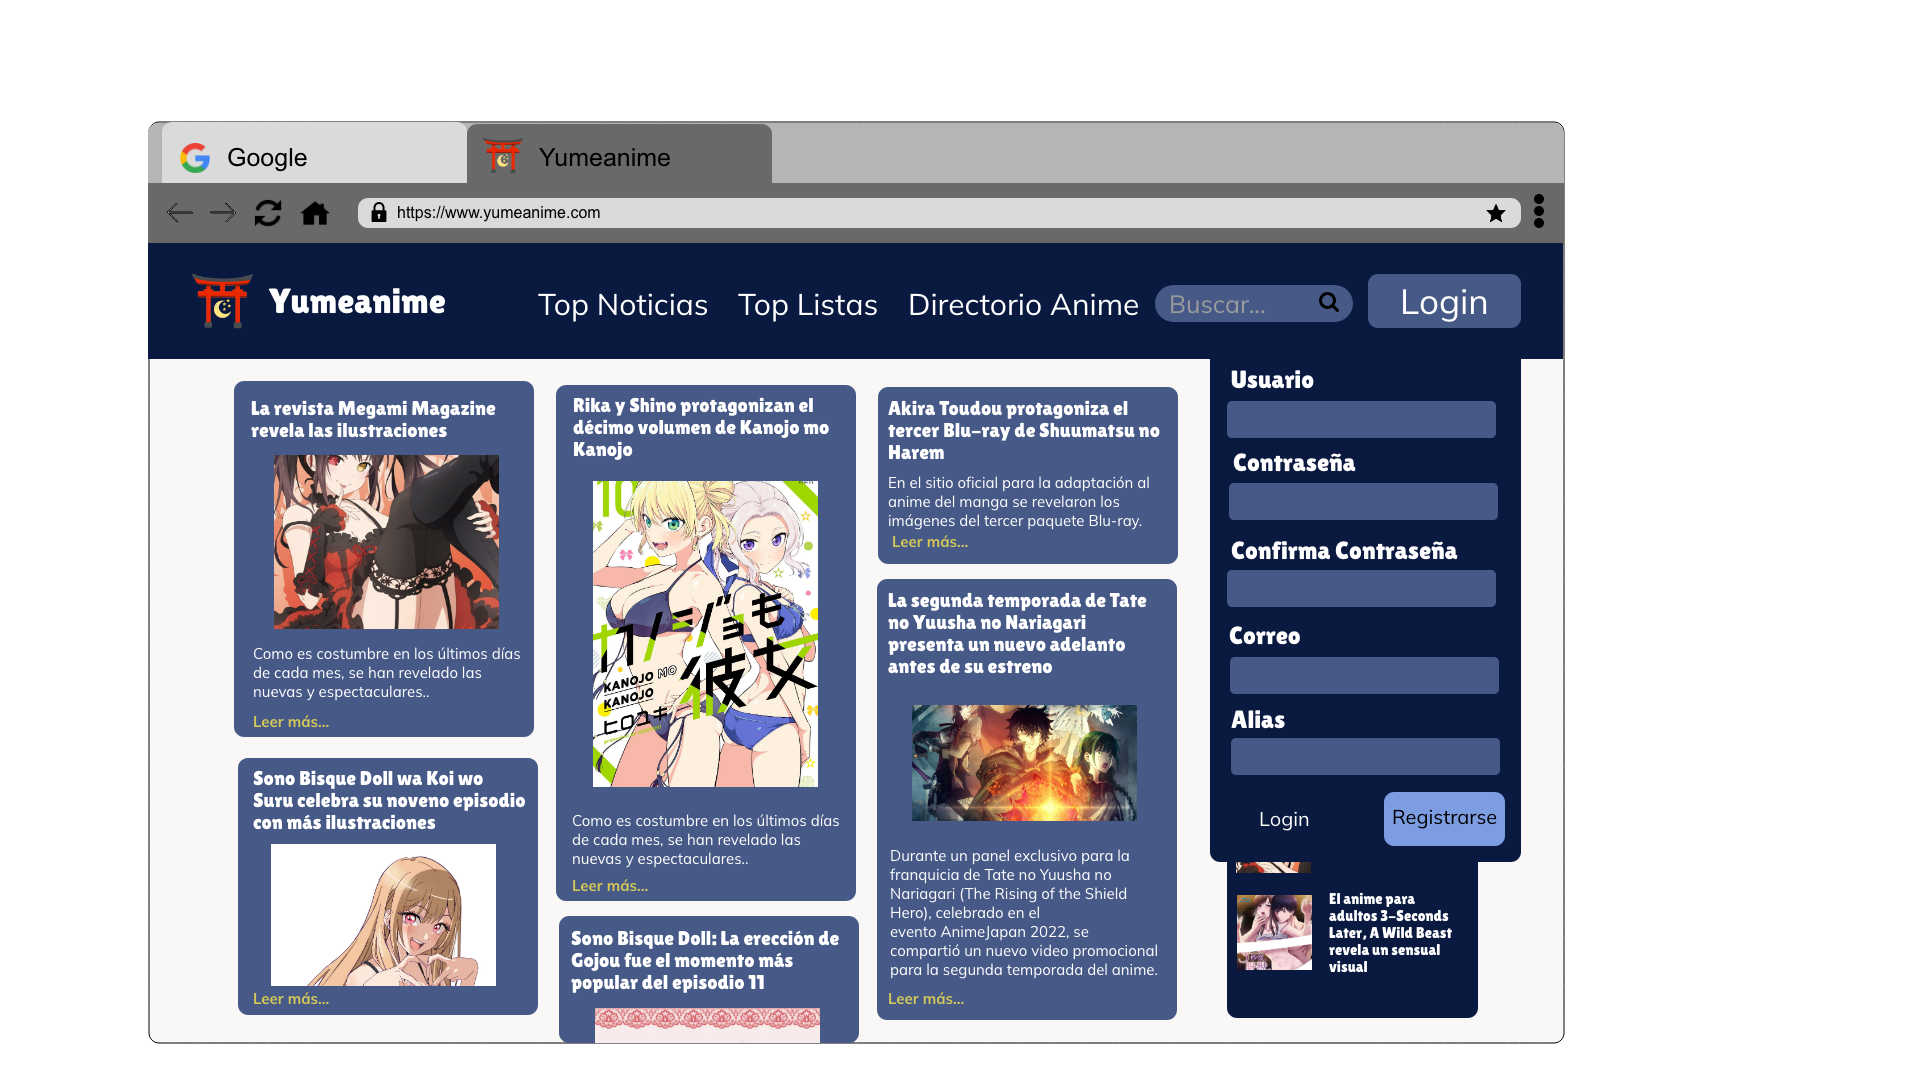 Google
Yumeanime
https://www.yumeanime.com
Yumeanime
Top Noticias
Top Listas
Directorio Anime
Buscar...
Login
La revista Megami Magazine
revela las ilustraciones
Como es costumbre en los últimos días
de cada mes, se han revelado las
nuevas y espectaculares..
Leer más...
Sono Bisque Doll wa Koi wo
Suru celebra su noveno episodio
con más ilustraciones
Leer más...
Rika y Shino protagonizan el
décimo volumen de Kanojo mo
Kanojo
10
カノジョも
彼女
KANOJO MO
KANOJO
ヒロユキ
Como es costumbre en los últimos días
de cada mes, se han revelado las
nuevas y espectaculares..
Leer más...
Sono Bisque Doll: La erección de
Gojou fue el momento más
popular del episodio 11
Akira Toudou protagoniza el
tercer Blu-ray de Shuumatsu no
Harem
En el sitio oficial para la adaptación al
anime del manga se revelaron los
imágenes del tercer paquete Blu-ray.
Leer más...
La segunda temporada de Tate
no Yuusha no Nariagari
presenta un nuevo adelanto
antes de su estreno
Durante un panel exclusivo para la
franquicia de Tate no Yuusha no
Nariagari (The Rising of the Shield
Hero), celebrado en el
evento AnimeJapan 2022, se
compartió un nuevo video promocional
para la segunda temporada del anime.
Leer más...
Usuario
Contraseña
Confirma Contraseña
Correo
Alias
Login
Registrarse
El anime para
adultos 3-Seconds
Later, A Wild Beast
revela un sensual
visual